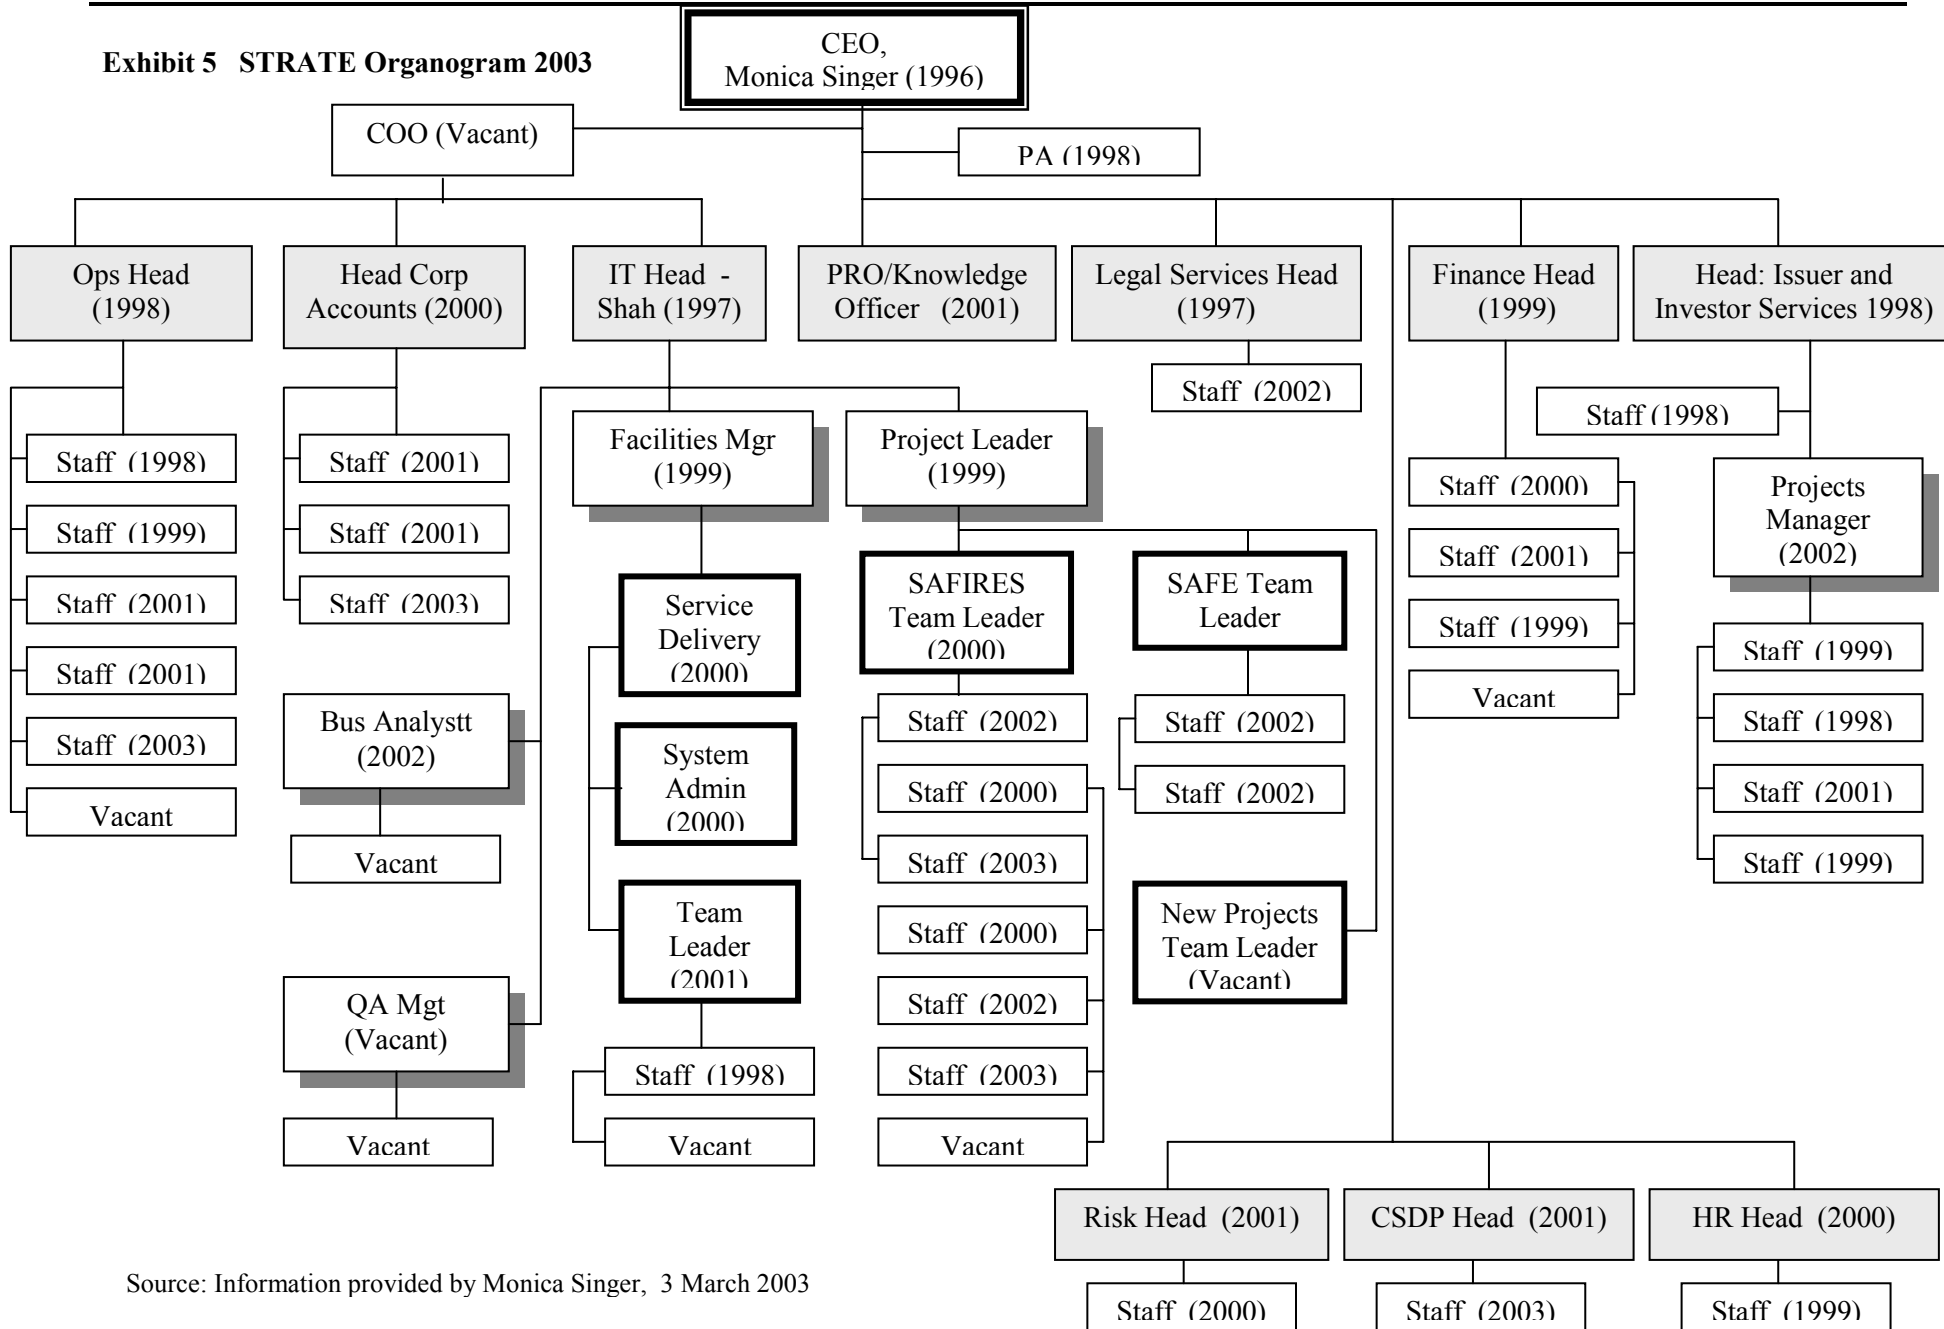 Exhibit 5 STRATE Organogram 2003
CEO,
Monica Singer (1996)
COO (Vacant)
PA (1998)
Ops Head
(1998)
Head Corp
Accounts (2000)
IT Head -
Shah (1997)
PRO/Knowledge
Officer (2001)
Legal Services Head
(1997)
Finance Head
(1999)
Head: Issuer and
Investor Services 1998)
Staff (1998)
Staff (1999)
Staff (2001)
Staff (2001)
Staff (2003)
Vacant
Staff (2001)
Staff (2001)
Staff (2003)
Bus Analystt
(2002)
Vacant
QA Mgt
(Vacant)
Vacant
Facilities Mgr
(1999)
Service
Delivery
(2000)
System
Admin
(2000)
Team
Leader
(2001)
Staff (1998)
Vacant
Project Leader
(1999)
SAFIRES
Team Leader
(2000)
Staff (2002)
Staff (2000)
Staff (2003)
Staff (2000)
Staff (2002)
Staff (2003)
Vacant
SAFE Team
Leader
Staff (2002)
Staff (2002)
New Projects
Team Leader
(Vacant)
Staff (2002)
Staff (2000)
Staff (2001)
Staff (1999)
Vacant
Staff (1998)
Projects
Manager
(2002)
Staff (1999)
Staff (1998)
Staff (2001)
Staff (1999)
Risk Head (2001)
CSDP Head (2001)
HR Head (2000)
Staff (2000)
Staff (2003)
Staff (1999)
Source: Information provided by Monica Singer, 3 March 2003